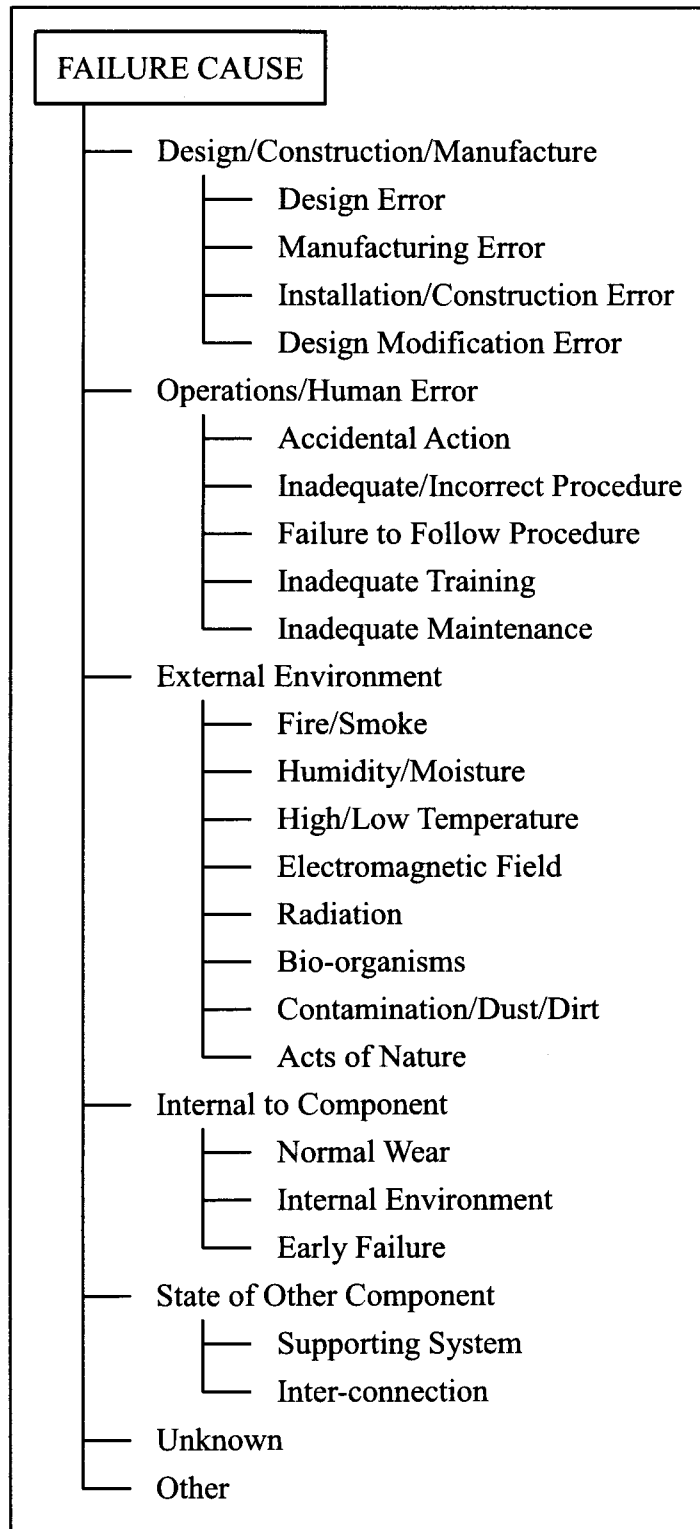 FAILURE CAUSE
Design/Construction/Manufacture
Design Error
Manufacturing Error
Installation/Construction Error
Design Modification Error
Operations/Human Error
Accidental Action
Inadequate/Incorrect Procedure
Failure to Follow Procedure
Inadequate Training
Inadequate Maintenance
External Environment
Fire/Smoke
Humidity/Moisture
High/Low Temperature
Electromagnetic Field
Radiation
Bio-organisms
Contamination/Dust/Dirt
Acts of Nature
Internal to Component
Normal Wear
Internal Environment
Early Failure
State of Other Component
Supporting System
Inter-connection
Unknown
Other